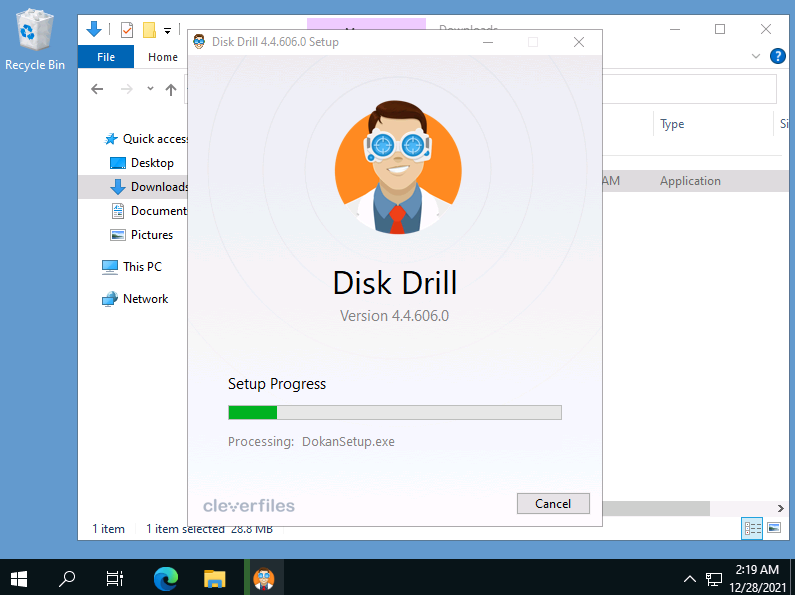 Recycle Bin
Downloads
File
Home
?
Disk Drill 4.4.606.0 Setup
Type
Si
Quick access
Desktop
Downloads
Document
Pictures
This PC
Network
AM
Application
Disk Drill
Version 4.4.606.0
Setup Progress
Processing: DokanSetup.exe
cleverfiles
Cancel
1 item
1 item selected 28.8 MB
2:19 AM
12/28/2021